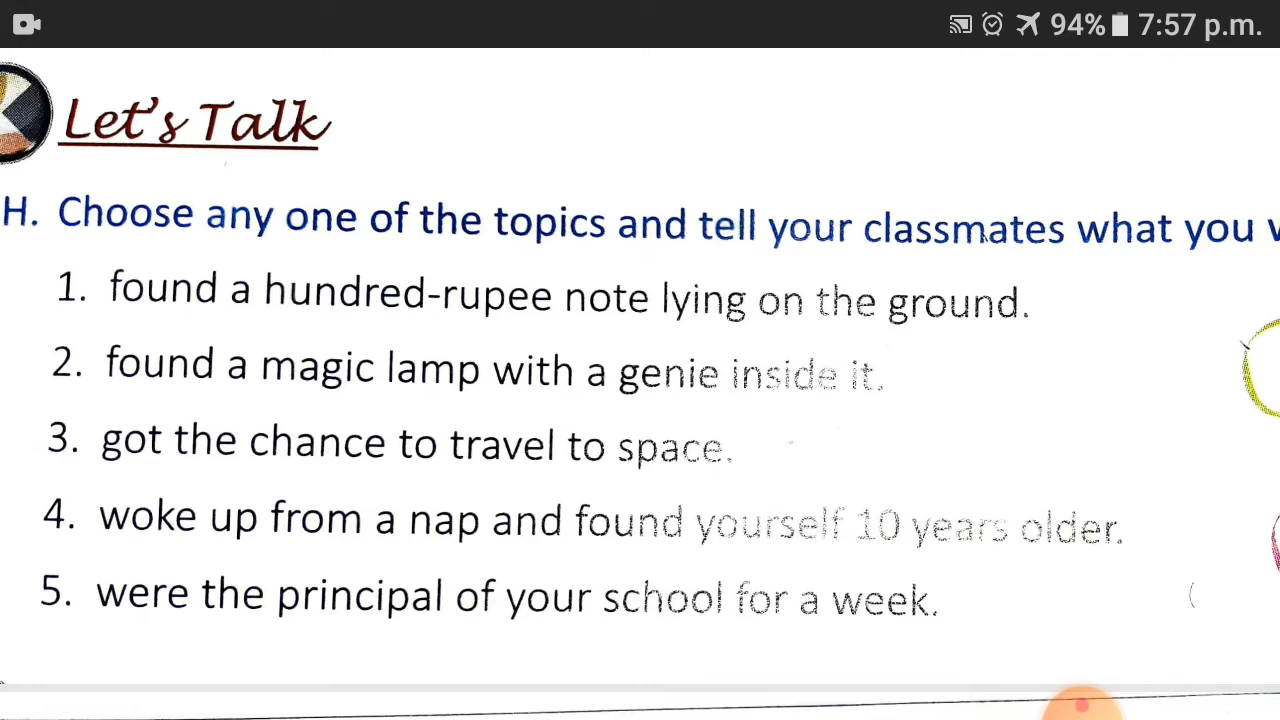 94% 7:57 p.m.
Let's Talk
H. Choose any one of the topics and tell your classmates what you
1. found a hundred-rupee note lying on the ground.
2. found a magic lamp with a genie inside it.
3. got the chance to travel to space.
4. woke up from a nap and found yourself 10 years older.
5. were the principal of your school for a week.